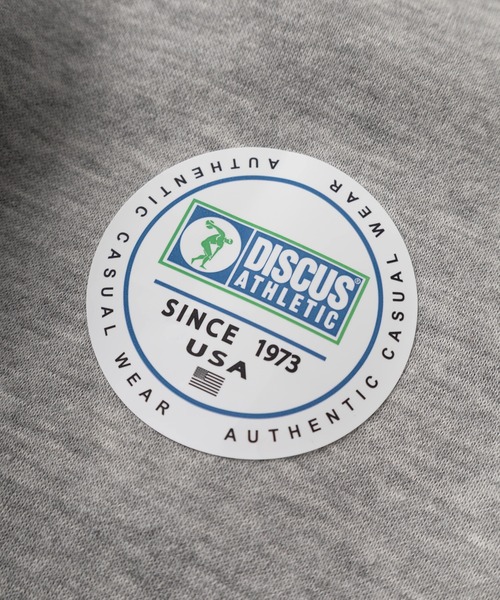 DISCUS®
ATHLETIC
SINCE 1973
USA
AUTHENTIC CASUAL WEAR
AUTHENTIC CASUAL WEAR